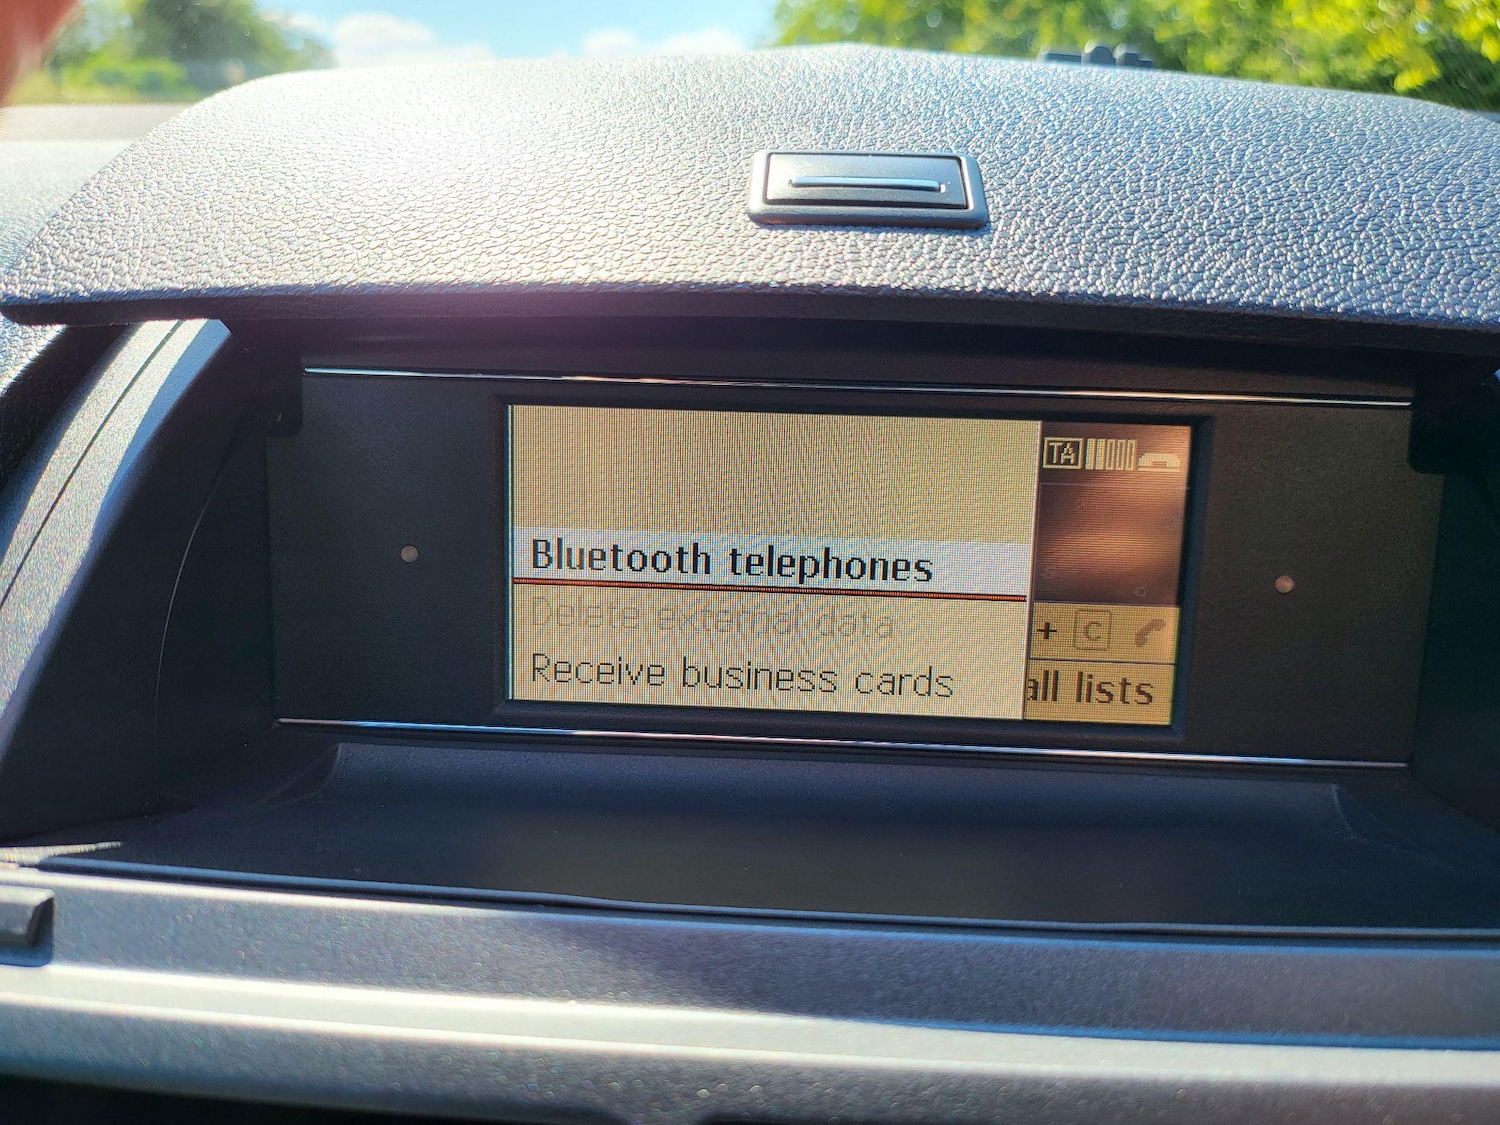 TA
Bluetooth telephones
Delete external data
+ C
Receive business cards
all lists